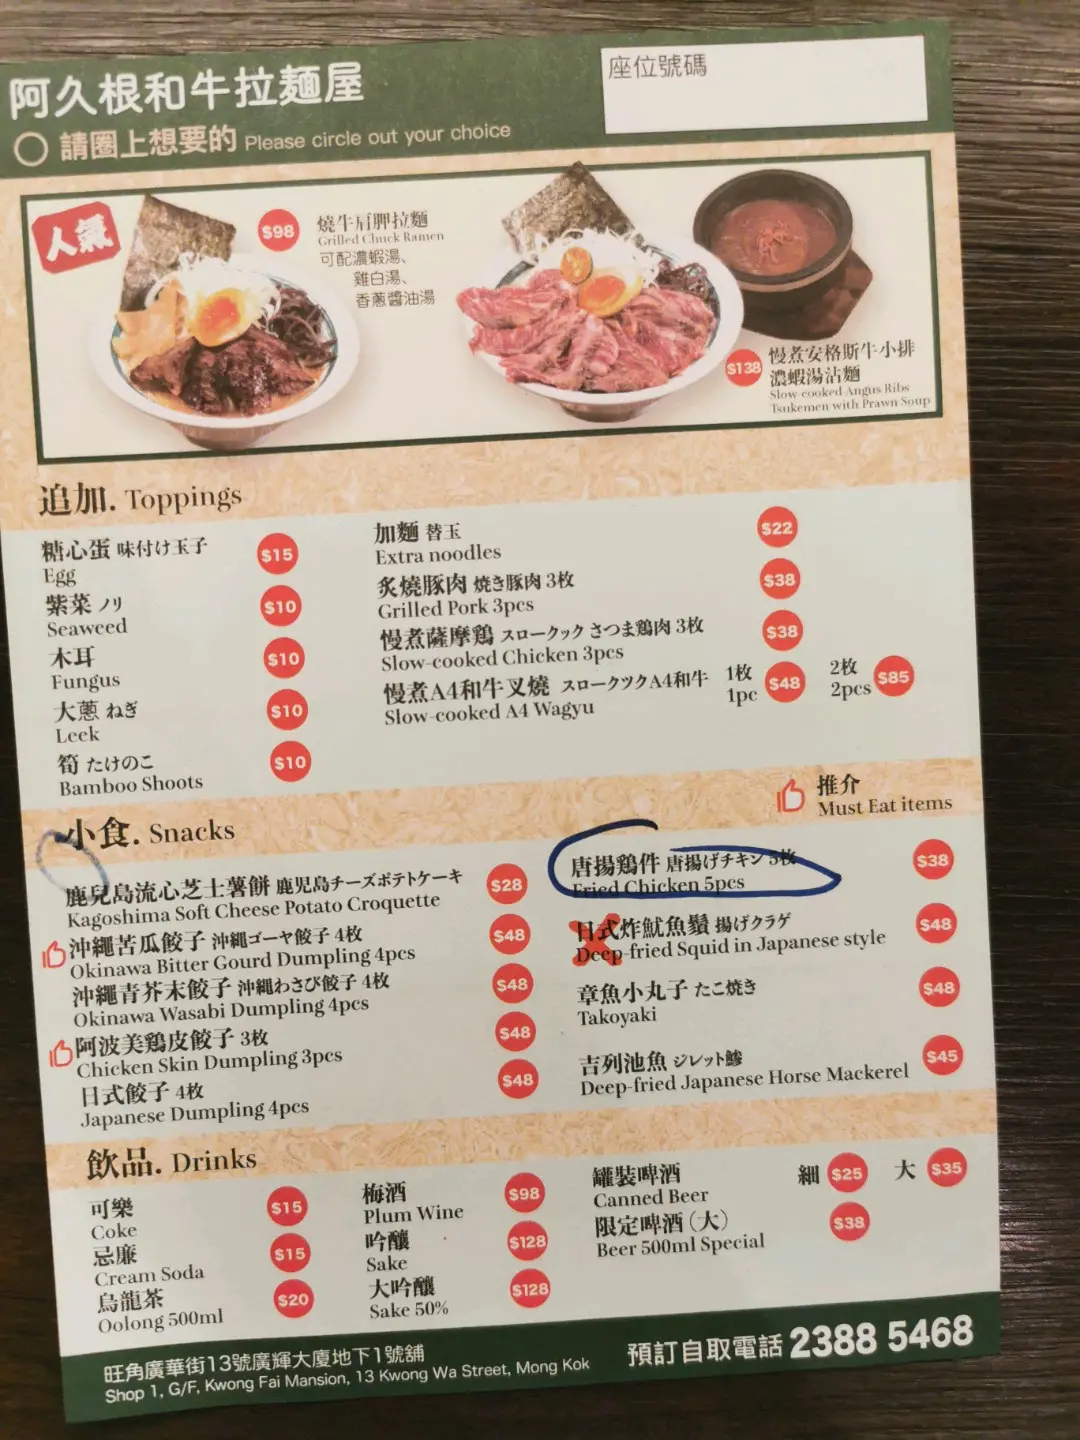 阿久根和牛拉麵屋
座位號碼
請圈上想要的 Please circle out your choice
人氣
$98
燒牛肩胛拉麵
Grilled Chuck Ramen
可配濃蝦湯、
雞白湯、
香蔥醬油湯
$138
慢煮安格斯牛小排
濃蝦湯沾麵
Slow-cooked Angus Ribs
Tsukemen with Prawn Soup
追加. Toppings
糖心蛋 味付け玉子 $15
Egg
紫菜 ノリ $10
Seaweed
木耳 $10
Fungus
大蔥 ねぎ $10
Leek
筍 たけのこ $10
Bamboo Shoots
加麵 替玉 $22
Extra noodles
炙燒豚肉 焼き豚肉 3枚 $38
Grilled Pork 3pcs
慢煮薩摩鶏 スロークック さつま鶏肉 3枚 $38
Slow-cooked Chicken 3pcs
慢煮A4和牛叉燒 スロークツクA4和牛 1枚 $48 2枚 $85
Slow-cooked A4 Wagyu 1pc 2pcs
推介
Must Eat items
小食. Snacks
鹿兒島流心芝士薯餅 鹿児島チーズポテトケーキ $28
Kagoshima Soft Cheese Potato Croquette
沖繩苦瓜餃子 沖縄ゴーヤ餃子 4枚 $48
Okinawa Bitter Gourd Dumpling 4pcs
沖繩青芥末餃子 沖縄わさび餃子 4枚 $48
Okinawa Wasabi Dumpling 4pcs
阿波美鶏皮餃子 3枚 $48
Chicken Skin Dumpling 3pcs
日式餃子 4枚 $48
Japanese Dumpling 4pcs
唐揚鶏件 唐揚げチキン 5枚 $38
Fried Chicken 5pcs
日式炸魷魚鬚 揚げクラゲ $48
Deep-fried Squid in Japanese style
章魚小丸子 たこ焼き $48
Takoyaki
吉列池魚 ジレット鯵 $45
Deep-fried Japanese Horse Mackerel
飲品. Drinks
可樂 $15
Coke
忌廉 $15
Cream Soda
烏龍茶 $20
Oolong 500ml
梅酒 $98
Plum Wine
吟釀 $128
Sake
大吟釀 $128
Sake 50%
罐裝啤酒 細 $25 大 $35
Canned Beer
限定啤酒（大） $38
Beer 500ml Special
旺角廣華街13號廣輝大廈地下1號舖
Shop 1, G/F, Kwong Fai Mansion, 13 Kwong Wa Street, Mong Kok
預訂自取電話 2388 5468